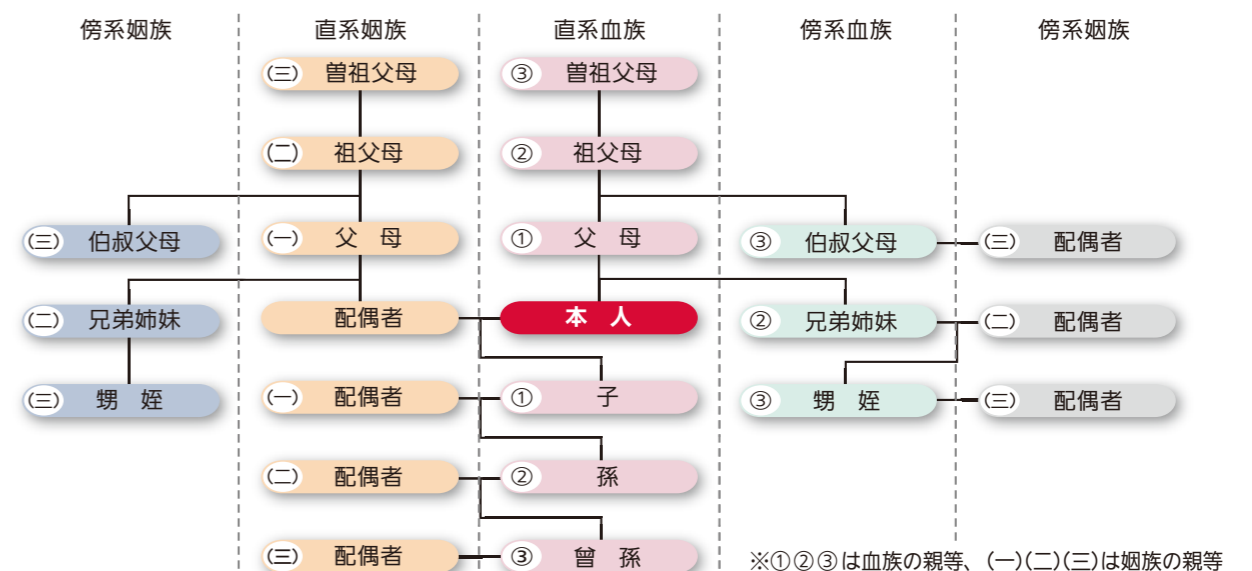 傍系姻族 直系姻族 直系血族 傍系血族 傍系姻族
(三) 曽祖父母 ③ 曽祖父母
(二) 祖父母 ② 祖父母
(三) 伯叔父母 (一) 父 母 ① 父 母 ③ 伯叔父母 (三) 配偶者
(二) 兄弟姉妹 配偶者 本 人 ② 兄弟姉妹 (二) 配偶者
(三) 甥 姪 (一) 配偶者 ① 子 ③ 甥 姪 (三) 配偶者
(二) 配偶者 ② 孫
(三) 配偶者 ③ 曾 孫
※①②③は血族の親等、(一)(二)(三)は姻族の親等